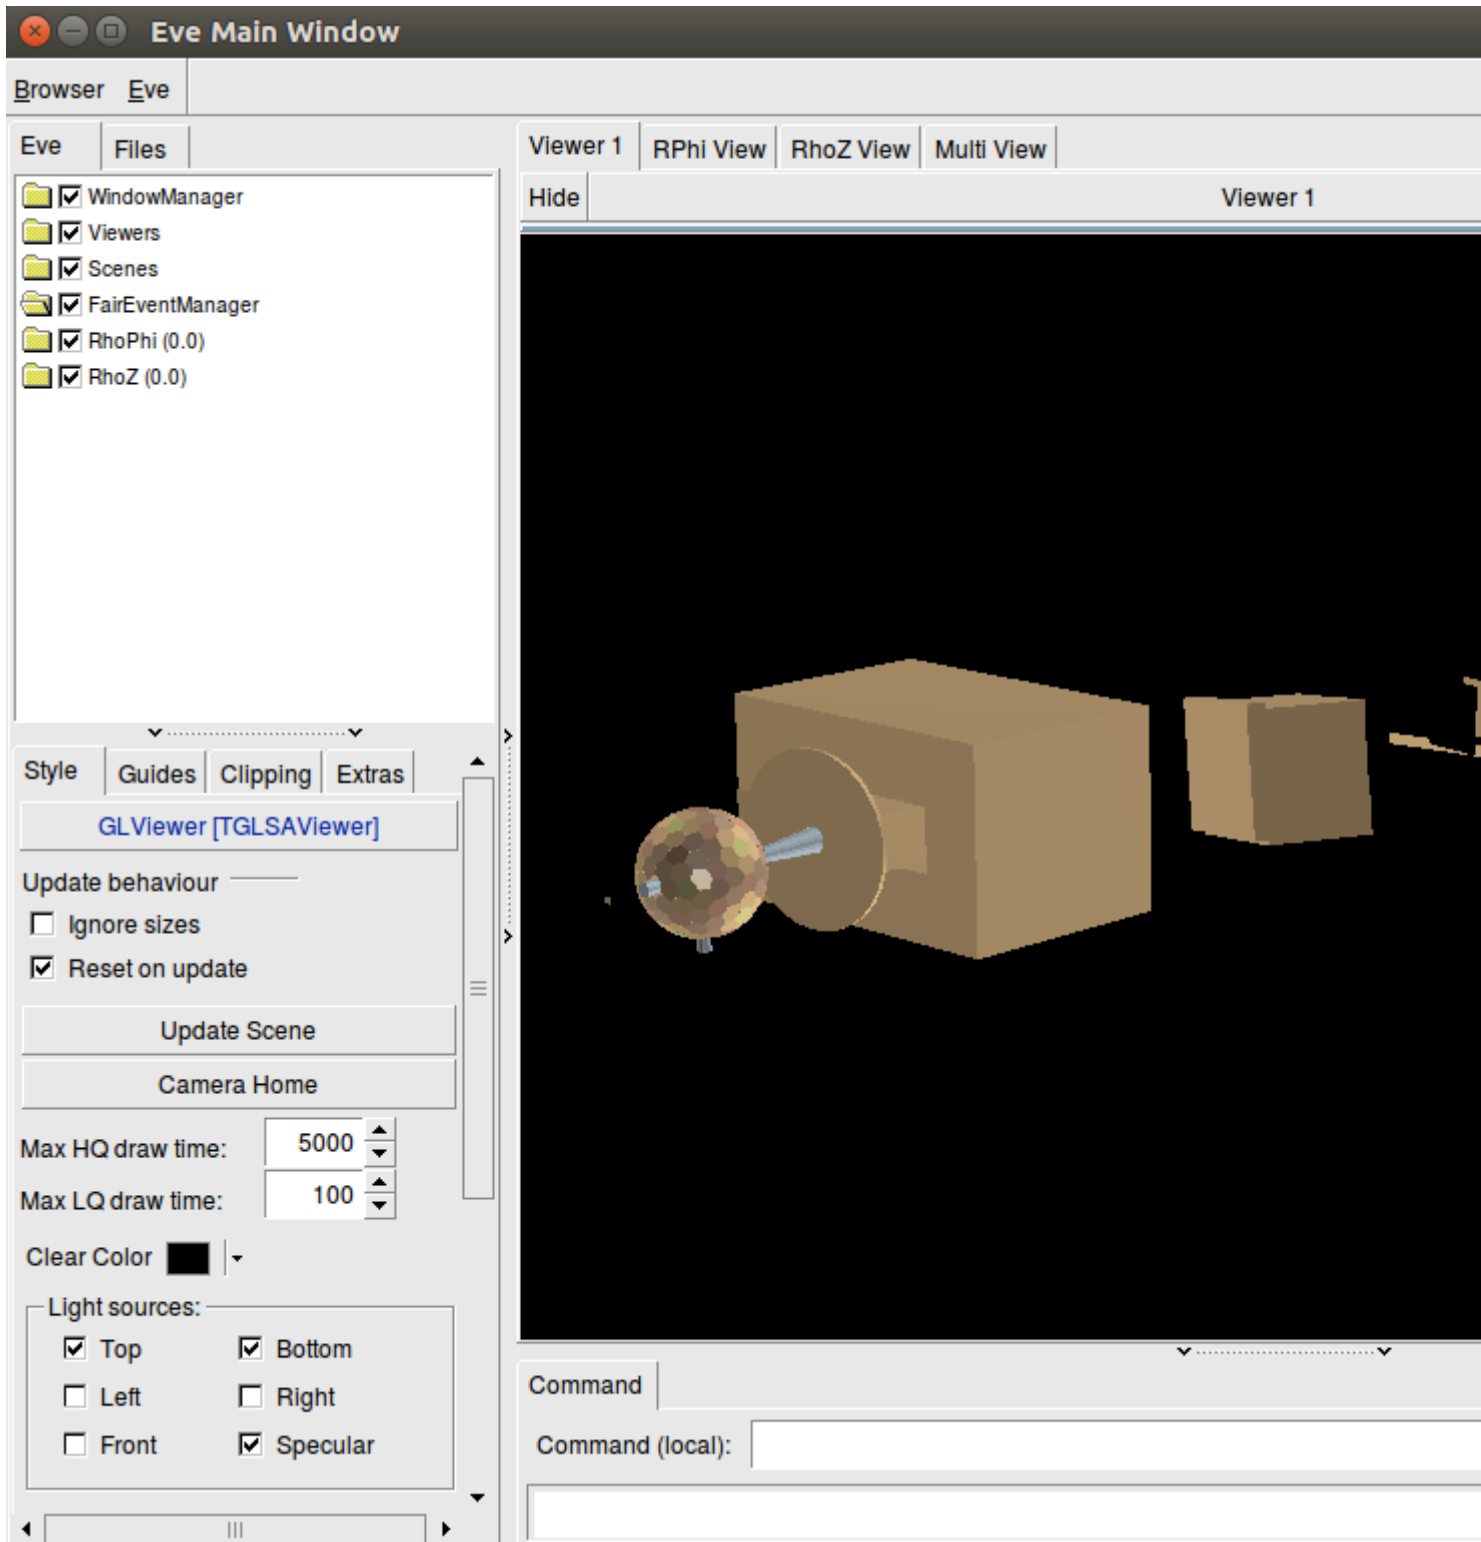 Eve Main Window
Browser Eve
Eve Files
WindowManager
Viewers
Scenes
FairEventManager
RhoPhi (0.0)
RhoZ (0.0)
Style Guides Clipping Extras
GLViewer [TGLSAViewer]
Update behaviour
Ignore sizes
Reset on update
Update Scene
Camera Home
Max HQ draw time: 5000
Max LQ draw time: 100
Clear Color
Light sources:
Top Bottom
Left Right
Front Specular
Viewer 1 RPhi View RhoZ View Multi View
Hide Viewer 1
Command
Command (local):